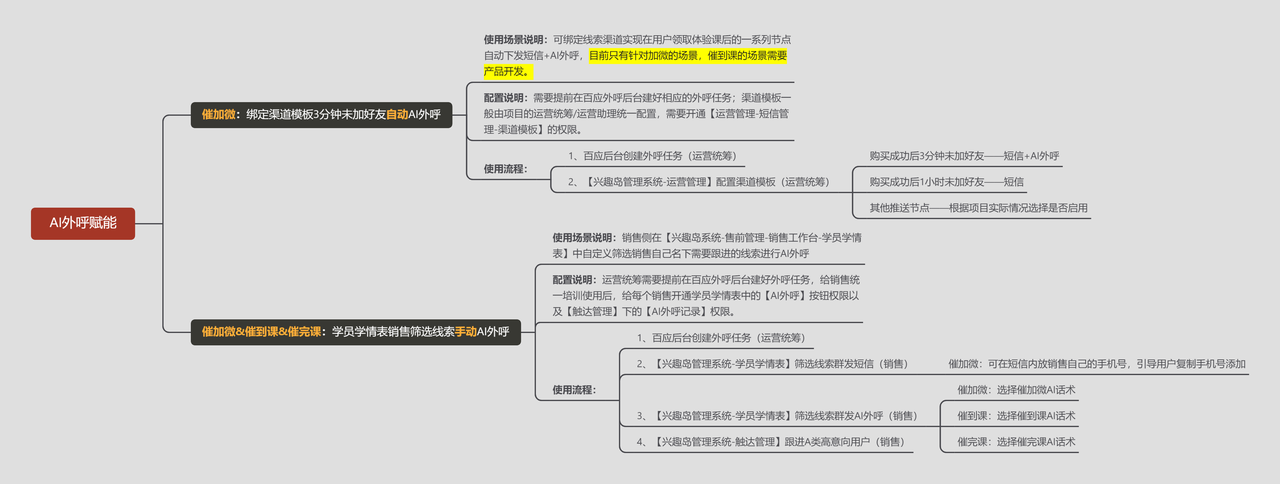 AI外呼赋能
催加微：绑定渠道模板3分钟未加好友自动AI外呼
使用场景说明：可绑定线索渠道实现在用户领取体验课后的一系列节点
自动下发短信+AI外呼，目前只有针对加微的场景，催到课的场景需要
产品开发。
配置说明：需要提前在百应外呼后台建好相应的外呼任务；渠道模板一
般由项目的运营统筹/运营助理统一配置，需要开通【运营管理-短信管
理-渠道模板】的权限。
使用流程：
1、百应后台创建外呼任务（运营统筹）
2、【兴趣岛管理系统-运营管理】配置渠道模板（运营统筹）
购买成功后3分钟未加好友——短信+AI外呼
购买成功后1小时未加好友——短信
其他推送节点——根据项目实际情况选择是否启用
催加微&催到课&催完课：学员学情表销售筛选线索手动AI外呼
使用场景说明：销售侧在【兴趣岛系统-售前管理-销售工作台-学员学情
表】中自定义筛选销售自己名下需要跟进的线索进行AI外呼
配置说明：运营统筹需要提前在百应外呼后台建好外呼任务，给销售统
一培训使用后，给每个销售开通学员学情表中的【AI外呼】按钮权限以
及【触达管理】下的【AI外呼记录】权限。
使用流程：
1、百应后台创建外呼任务（运营统筹）
2、【兴趣岛管理系统-学员学情表】筛选线索群发短信（销售）
催加微：可在短信内放销售自己的手机号，引导用户复制手机号添加
3、【兴趣岛管理系统-学员学情表】筛选线索群发AI外呼（销售）
催加微：选择催加微AI话术
催到课：选择催到课AI话术
催完课：选择催完课AI话术
4、【兴趣岛管理系统-触达管理】跟进A类高意向用户（销售）